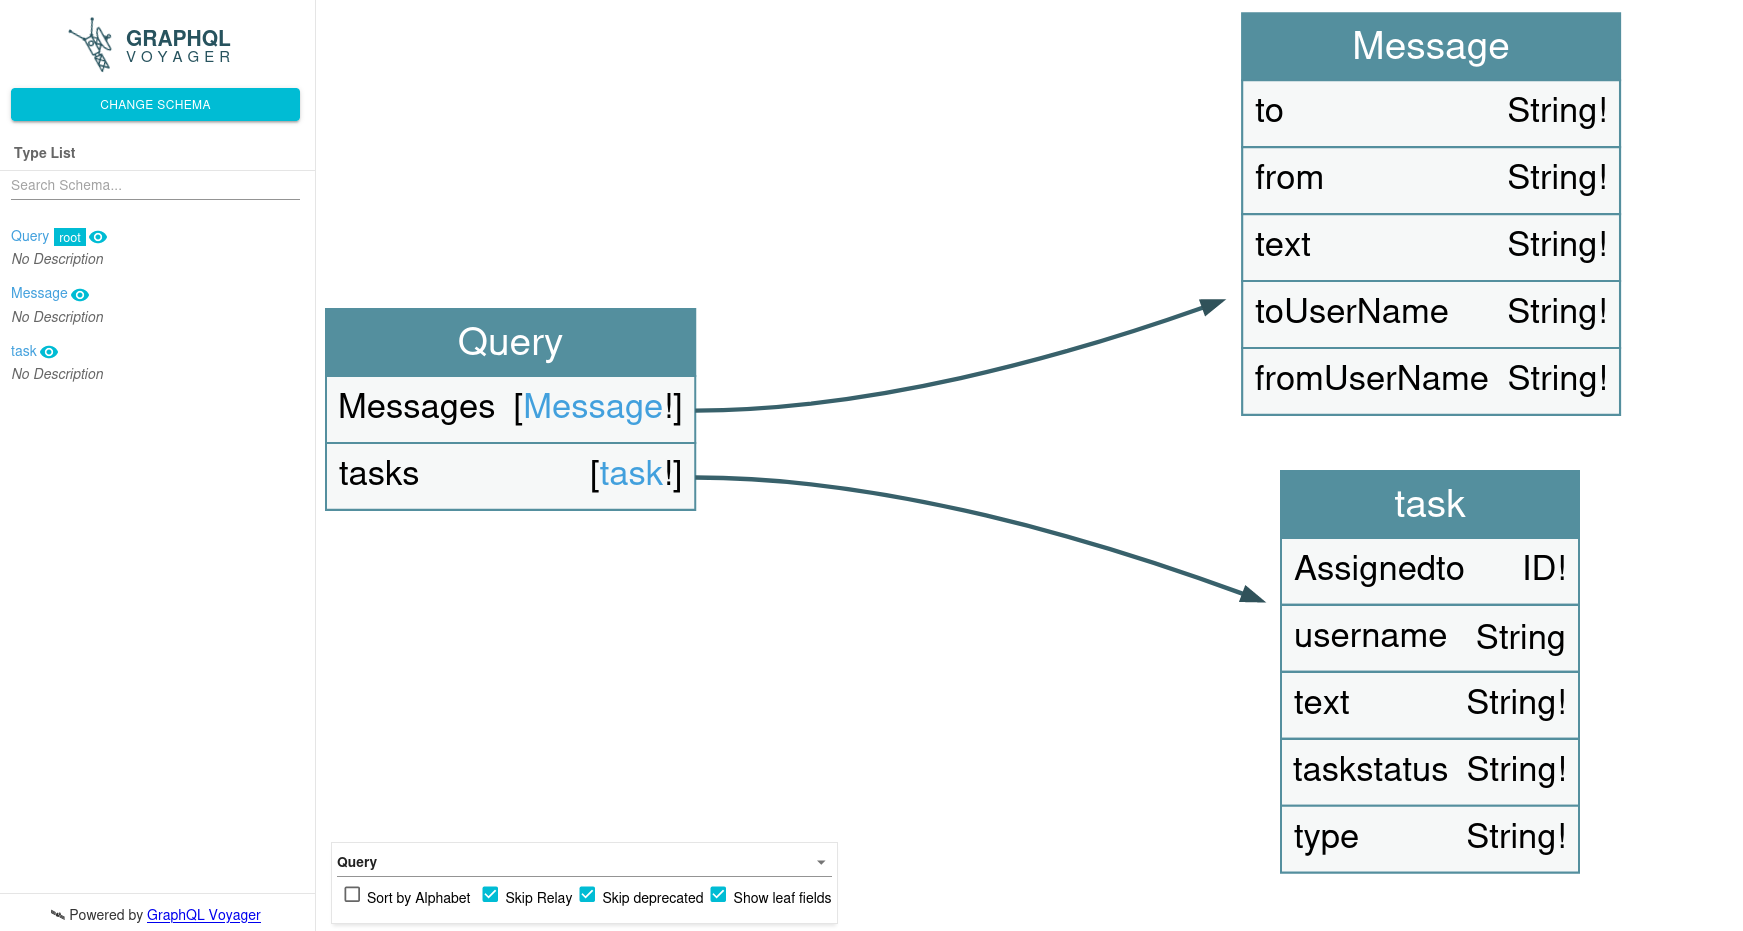 GRAPHQL
VOYAGER
CHANGE SCHEMA
Type List
Search Schema...
Query root
No Description
Message
No Description
task
No Description
Powered by GraphQL Voyager
Query
Messages [Message!]
tasks [task!]
Message
to String!
from String!
text String!
toUserName String!
fromUserName String!
task
Assignedto ID!
username String
text String!
taskstatus String!
type String!
Query
Sort by Alphabet Skip Relay Skip deprecated Show leaf fields